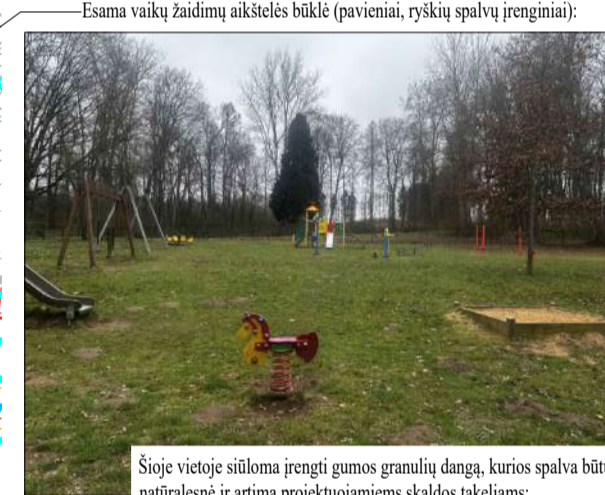 Esama vaikų žaidimų aikštelės būklė (pavieniai, ryškių spalvų įrenginiai):
Šioje vietoje siūloma įrengti gumos granulių dangą, kurios spalva būtų
natūralesnė ir artima projektuojamiems skaldos takeliams: